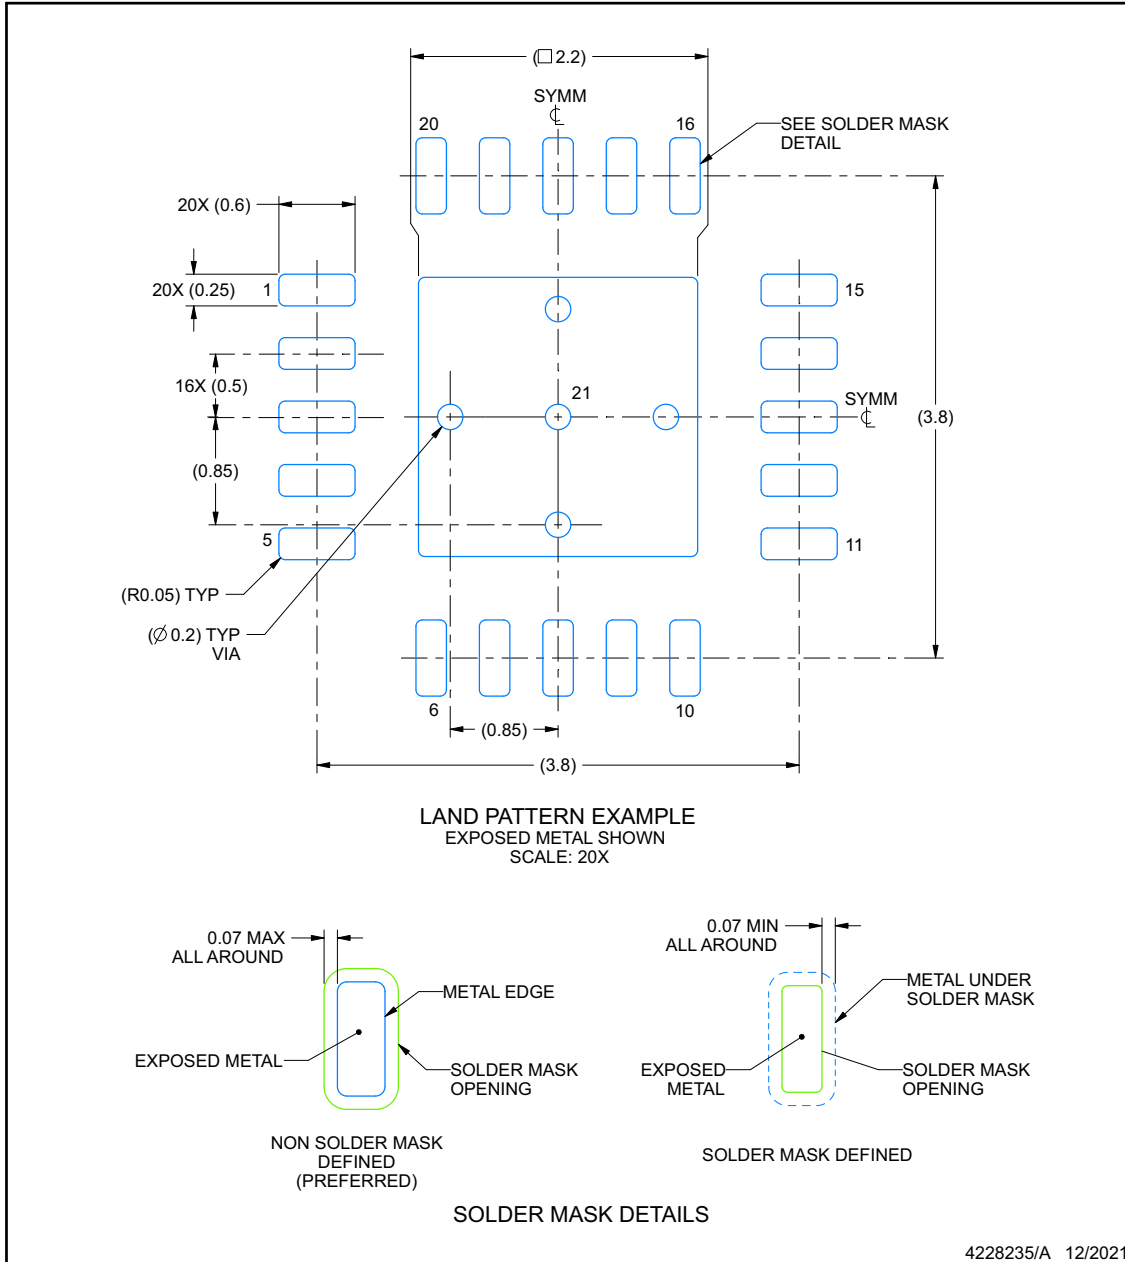 (□ 2.2)
SYMM
℄
20
16
SEE SOLDER MASK
DETAIL
20X (0.6)
20X (0.25)
1
15
16X (0.5)
21
SYMM
℄
(3.8)
(0.85)
5
11
(R0.05) TYP
(∅ 0.2) TYP
VIA
6
10
(0.85)
(3.8)
LAND PATTERN EXAMPLE
EXPOSED METAL SHOWN
SCALE: 20X
0.07 MAX
ALL AROUND
METAL EDGE
EXPOSED METAL
SOLDER MASK
OPENING
NON SOLDER MASK
DEFINED
(PREFERRED)
0.07 MIN
ALL AROUND
METAL UNDER
SOLDER MASK
EXPOSED
METAL
SOLDER MASK
OPENING
SOLDER MASK DEFINED
SOLDER MASK DETAILS
4228235/A 12/2021